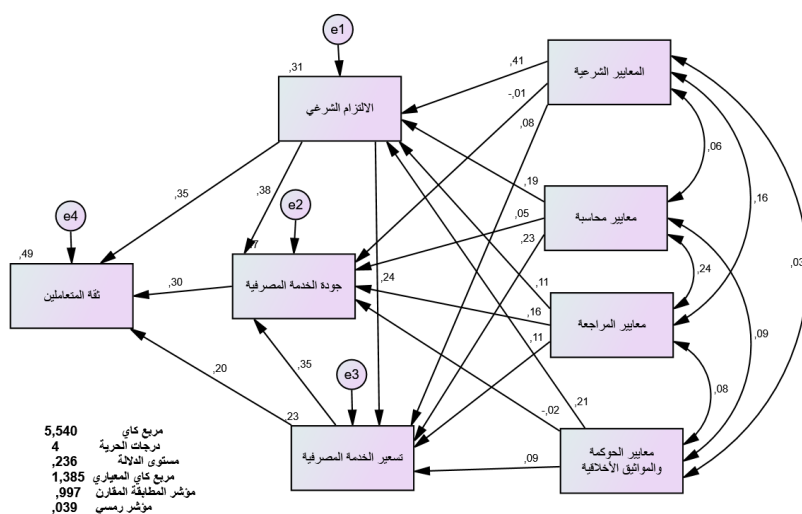 e1
,31
الالتزام الشرعي
,41
-,01
,08
المعايير الشرعية
,06
,16
,03
,19
,05
,23
معايير محاسبة
,24
,09
e4
,49
ثقة المتعاملين
,35
,38
e2
,7
جودة الخدمة المصرفية
,30
,24
,11
,16
,11
معايير المراجعة
,08
,20
,35
e3
,23
تسعير الخدمة المصرفية
-,02
,21
,09
معايير الحوكمة
والمواثيق الأخلاقية
مربع كاي 5,540
درجات الحرية 4
مستوى الدلالة ,236
مربع كاي المعياري 1,385
مؤشر المطابقة المقارن ,997
مؤشر رمسي ,039